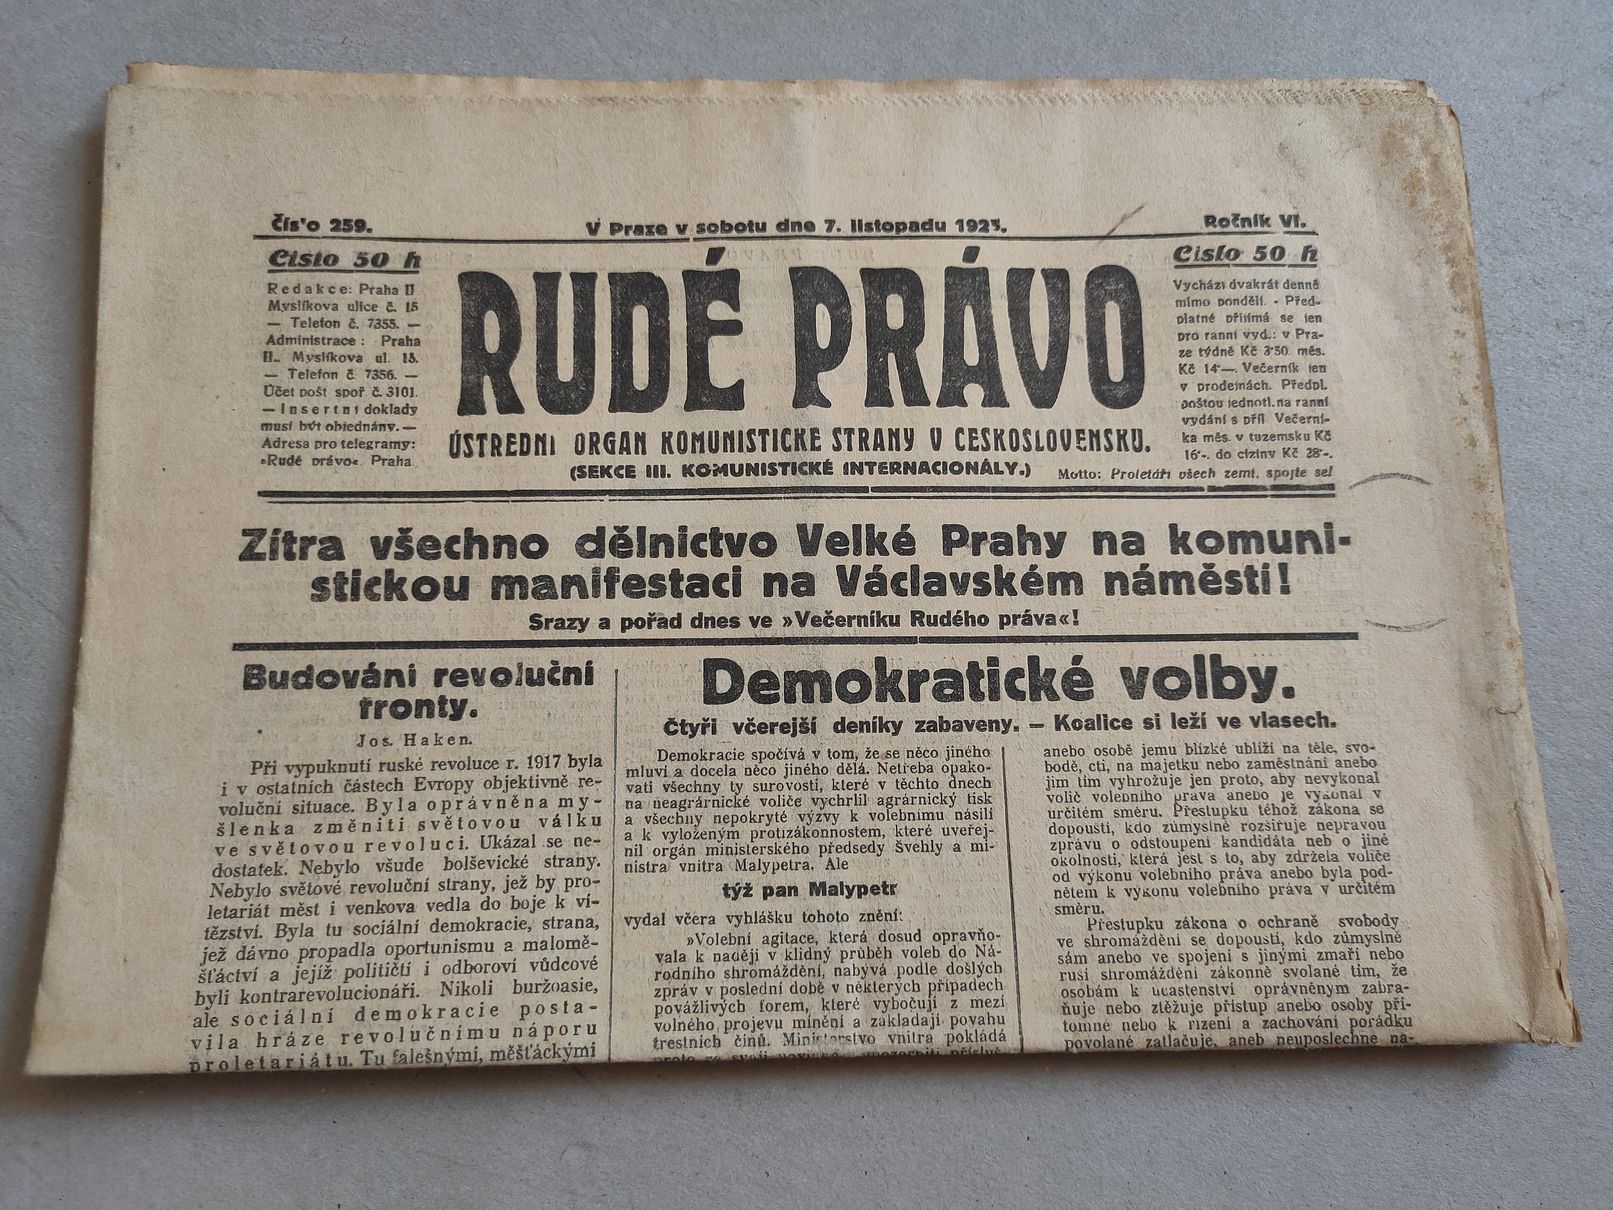 Čís'o 259.
V Praze v sobotu dne 7. listopadu 1925.
Ročník VI.
Číslo 50 h
Redakce: Praha II
Myslíkova ulice č. 15
— Telefon č. 7355. —
Administrace: Praha
II. Myslíkova ul. 15.
— Telefon č. 7356. —
Účet pošt spoř č. 3101.
— Insertní doklady
musí být objednány. —
Adresa pro telegramy:
»Rudé právo« Praha
RUDÉ PRÁVO
ÚSTREDNI ORGAN KOMUNISTICKE STRANY V CESKOSLOVENSKU.
(SEKCE III. KOMUNISTICKÉ INTERNACIONÁLY.)
Motto: Proletáři všech zemí, spojte se!
Číslo 50 h
Vychází dvakrát denně
mimo pondělí. - Před-
platné přijímá se jen
pro ranní vyd.: v Pra-
ze týdně Kč 3·50, měs.
Kč 14·—. Večerník jen
v prodejnách. Předpl.
poštou jednotl. na ranní
vydání s příl Večerní-
ka měs. v tuzemsku Kč
16·-. do ciziny Kč 28·-.
Zítra všechno dělnictvo Velké Prahy na komuni-
stickou manifestaci na Václavském náměstí!
Srazy a pořad dnes ve »Večerníku Rudého práva«!
Budování revoluční
fronty.
Jos. Haken.
Při vypuknutí ruské revoluce r. 1917 byla
i v ostatních částech Evropy objektivně re-
voluční situace. Byla oprávněna my-
šlenka změniti světovou válku
ve světovou revoluci. Ukázal se ne-
dostatek. Nebylo všude bolševické strany.
Nebylo světové revoluční strany, jež by pro-
letariát měst i venkova vedla do boje k ví-
tězství. Byla tu sociální demokracie, strana,
jež dávno propadla oportunismu a malomě-
šťáctví a jejíž političtí i odboroví vůdcové
byli kontrarevolucionáři. Nikoli buržoasie,
ale sociální demokracie posta-
vila hráze revolučnímu náporu
proletariátu. Tu falešnými, měšťáckými
Demokratické volby.
Čtyři včerejší deníky zabaveny. — Koalice si leží ve vlasech.
Demokracie spočívá v tom, že se něco jiného
mluví a docela něco jiného dělá. Netřeba opako-
vati všechny ty surovosti, které v těchto dnech
na neagrárnické voliče vychrlil agrárnický tisk
a všechny nepokryté výzvy k volebnímu násilí
a k vyloženým protizákonnostem, které uveřej-
nil orgán ministerského předsedy Švehly a mi-
nistra vnitra Malypetra. Ale
týž pan Malypetr
vydal včera vyhlášku tohoto znění:
»Volební agitace, která dosud opravňo-
vala k naději v klidný průběh voleb do Ná-
rodního shromáždění, nabývá podle došlých
zpráv v poslední době v některých případech
povážlivých forem, které vybočují z mezí
volného projevu mínění a zakládají povahu
trestních činů. Ministerstvo vnitra pokládá
anebo osobě jemu blízké ublíží na těle, svo-
bodě, cti, na majetku nebo zaměstnání anebo
jim tím vyhrožuje jen proto, aby nevykonal
volič volebního práva anebo je vykonal v
určitém směru. Přestupku téhož zákona se
dopouští, kdo zúmyslně rozšiřuje nepravou
zprávu o odstoupení kandidáta neb o jiné
okolnosti, která jest s to, aby zdržela voliče
od výkonu volebního práva anebo byla pod-
nětem k výkonu volebního práva v určitém
směru.
Přestupku zákona o ochraně svobody
ve shromáždění se dopouští, kdo zúmyslně
sám anebo ve spojení s jinými zmaří nebo
ruší shromáždění zákonně svolané tím, že
osobám k účastenství oprávněným zabra-
ňuje nebo ztěžuje přístup anebo osoby pří-
tomné nebo k řízení a zachování pořádku
povolané zatlačuje, aneb neuposlechne na-